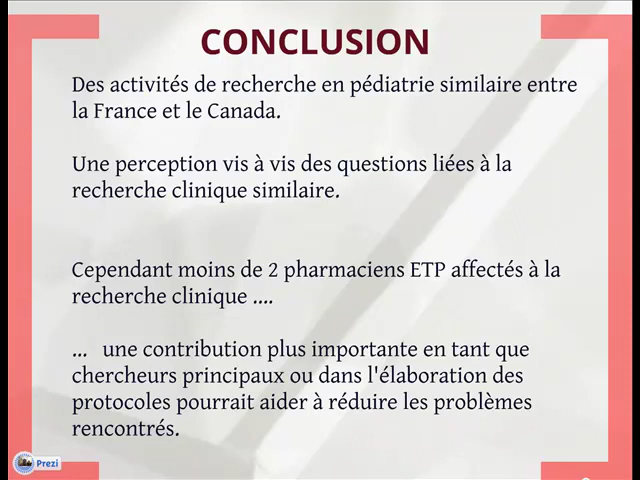 CONCLUSION
Des activités de recherche en pédiatrie similaire entre
la France et le Canada.
Une perception vis à vis des questions liées à la
recherche clinique similaire.
Cependant moins de 2 pharmaciens ETP affectés à la
recherche clinique ....
... une contribution plus importante en tant que
chercheurs principaux ou dans l'élaboration des
protocoles pourrait aider à réduire les problèmes
rencontrés.
Prezi